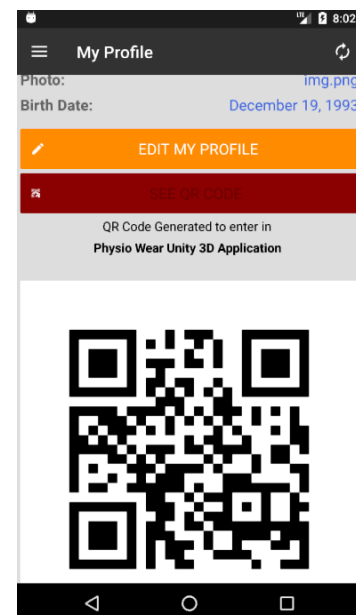 LTE 8:02
My Profile
Photo: img.png
Birth Date: December 19, 1993
EDIT MY PROFILE
SEE QR CODE
QR Code Generated to enter in
Physio Wear Unity 3D Application